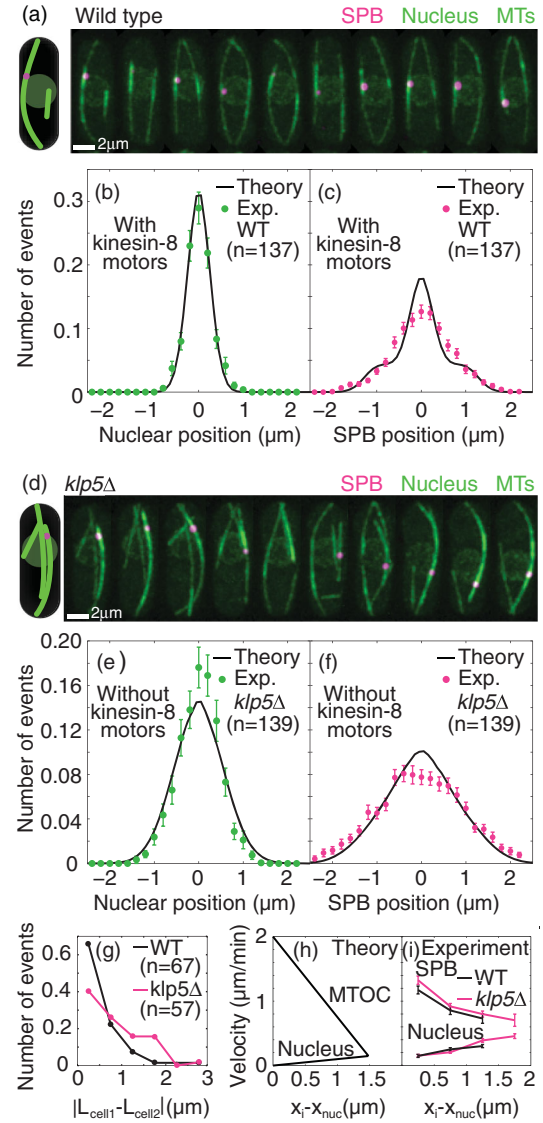 (a) Wild type SPB Nucleus MTs
2μm
(b) Theory
Exp.
WT
(n=137)
With
kinesin-8
motors
(c) Theory
Exp.
WT
(n=137)
With
kinesin-8
motors
Number of events
0.3
0.2
0.1
0
−2 −1 0 1 2
Nuclear position (μm)
−2 −1 0 1 2
SPB position (μm)
(d) klp5Δ SPB Nucleus MTs
2μm
(e) Theory
Exp.
klp5Δ
(n=139)
Without
kinesin-8
motors
(f) Theory
Exp.
klp5Δ
(n=139)
Without
kinesin-8
motors
Number of events
0.20
0.16
0.12
0.08
0.04
0.00
−2 −1 0 1 2
Nuclear position (μm)
−2 −1 0 1 2
SPB position (μm)
(g) WT
(n=67)
klp5Δ
(n=57)
Number of events
0.6
0.4
0.2
0
0 1 2 3
|Lcell1-Lcell2| (μm)
(h) Theory
MTOC
Nucleus
Velocity (μm/min)
2
1
0
0 0.5 1 1.5
xi-xnuc (μm)
(i) Experiment
SPB
WT
klp5Δ
Nucleus
0.5 1 1.5 2
xi-xnuc (μm)